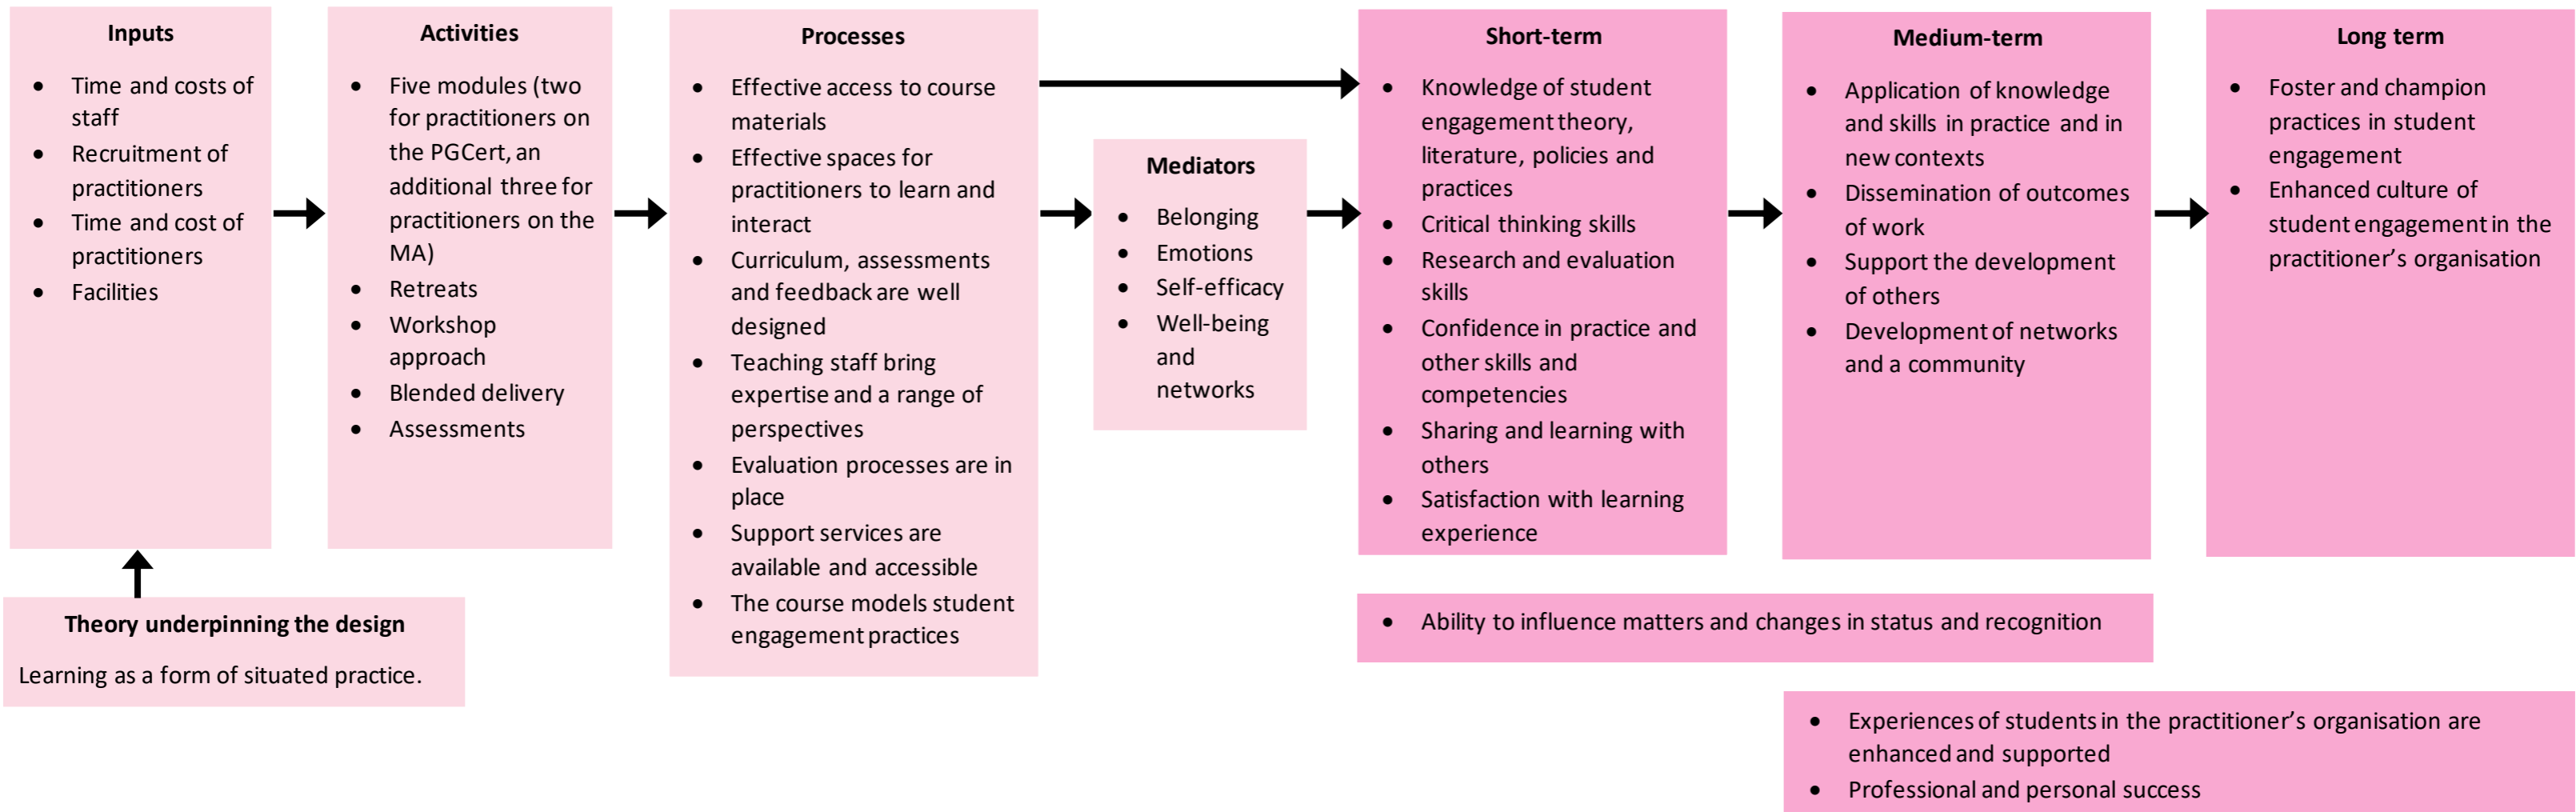 Inputs
• Time and costs of
staff
• Recruitment of
practitioners
• Time and cost of
practitioners
• Facilities
Theory underpinning the design
Learning as a form of situated practice.
Activities
• Five modules (two
for practitioners on
the PGCert, an
additional three for
practitioners on the
MA)
• Retreats
• Workshop
approach
• Blended delivery
• Assessments
Processes
• Effective access to course
materials
• Effective spaces for
practitioners to learn and
interact
• Curriculum, assessments
and feedback are well
designed
• Teaching staff bring
expertise and a range of
perspectives
• Evaluation processes are in
place
• Support services are
available and accessible
• The course models student
engagement practices
Mediators
• Belonging
• Emotions
• Self-efficacy
• Well-being
and
networks
Short-term
• Knowledge of student
engagement theory,
literature, policies and
practices
• Critical thinking skills
• Research and evaluation
skills
• Confidence in practice and
other skills and
competencies
• Sharing and learning with
others
• Satisfaction with learning
experience
Medium-term
• Application of knowledge
and skills in practice and in
new contexts
• Dissemination of outcomes
of work
• Support the development
of others
• Development of networks
and a community
Long term
• Foster and champion
practices in student
engagement
• Enhanced culture of
student engagement in the
practitioner’s organisation
• Ability to influence matters and changes in status and recognition
• Experiences of students in the practitioner’s organisation are
enhanced and supported
• Professional and personal success